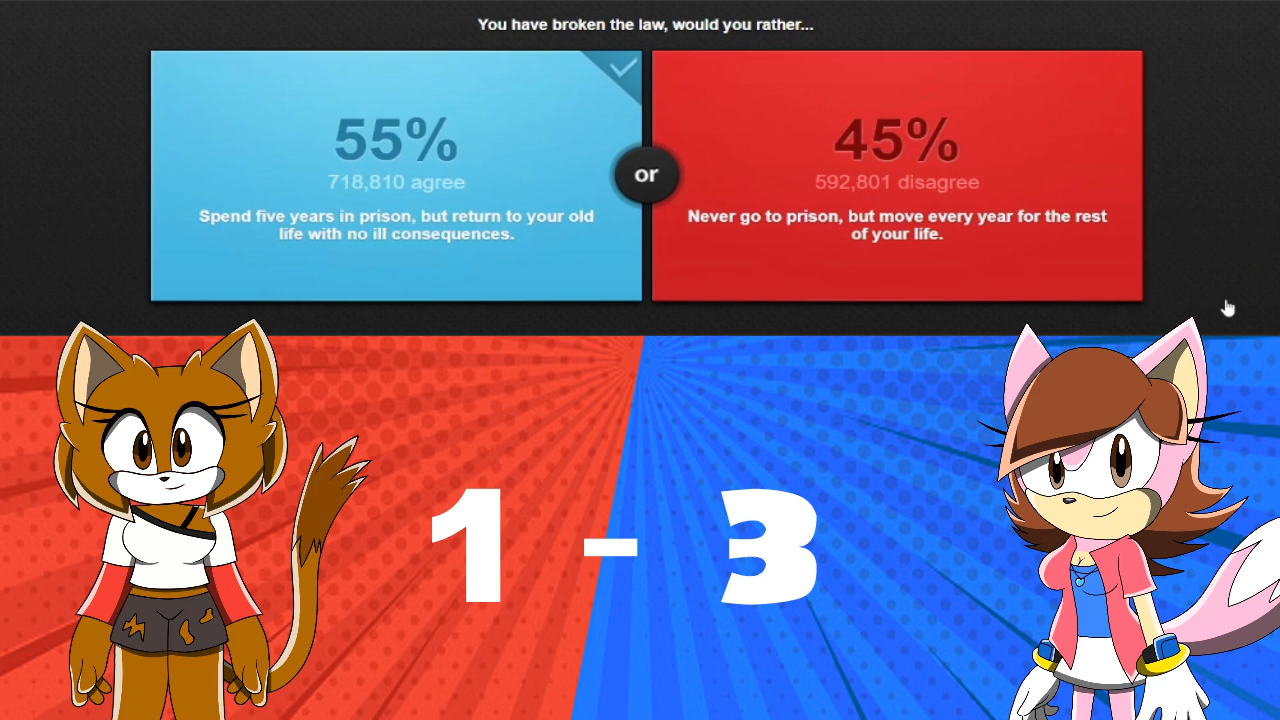 You have broken the law, would you rather...
55%
718,810 agree
Spend five years in prison, but return to your old
life with no ill consequences.
or
45%
592,801 disagree
Never go to prison, but move every year for the rest
of your life.
1 - 3